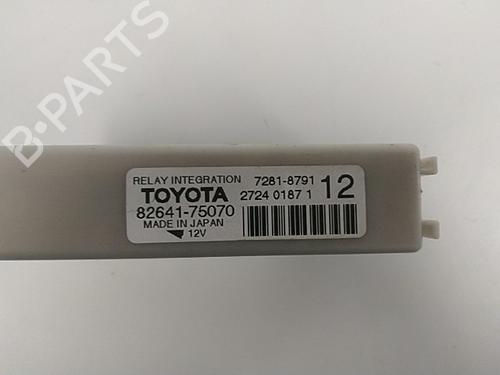 B-PARTS
RELAY INTEGRATION 7281-8791
TOYOTA 2724 0187 1 12
82641-75070
MADE IN JAPAN
12V